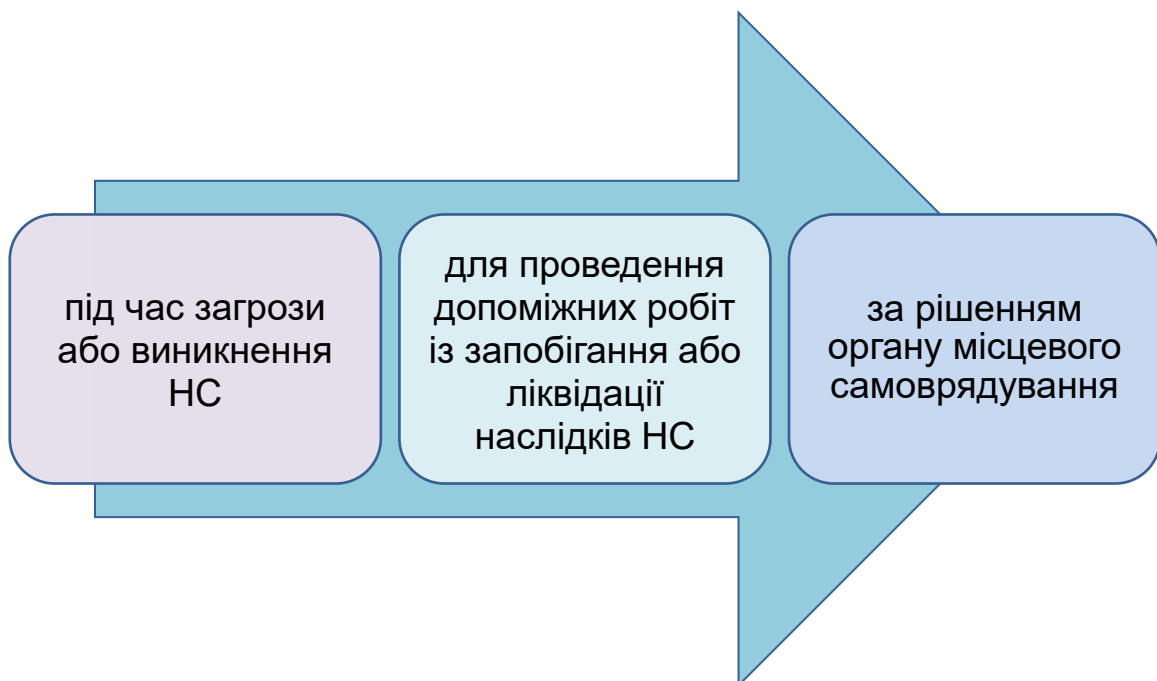 під час загрози
або виникнення
НС
для проведення
допоміжних робіт
із запобігання або
ліквідації
наслідків НС
за рішенням
органу місцевого
самоврядування